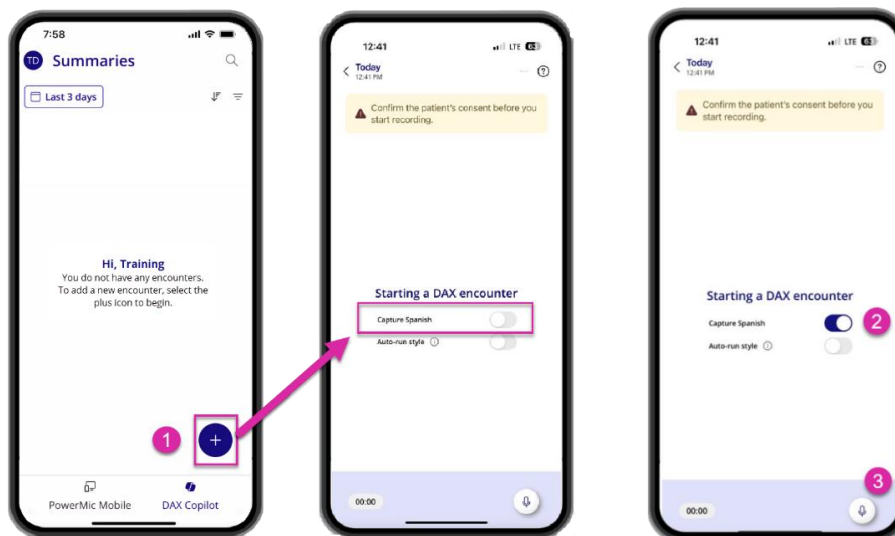 7:58
TD Summaries
Last 3 days
Hi, Training
You do not have any encounters.
To add a new encounter, select the
plus icon to begin.
1
+
PowerMic Mobile
DAX Copilot
12:41
LTE 63
Today
12:41 PM
?
Confirm the patient's consent before you
start recording.
Starting a DAX encounter
Capture Spanish
Auto-run style
00:00
12:41
LTE 63
Today
12:41 PM
?
Confirm the patient's consent before you
start recording.
Starting a DAX encounter
Capture Spanish
2
Auto-run style
3
00:00